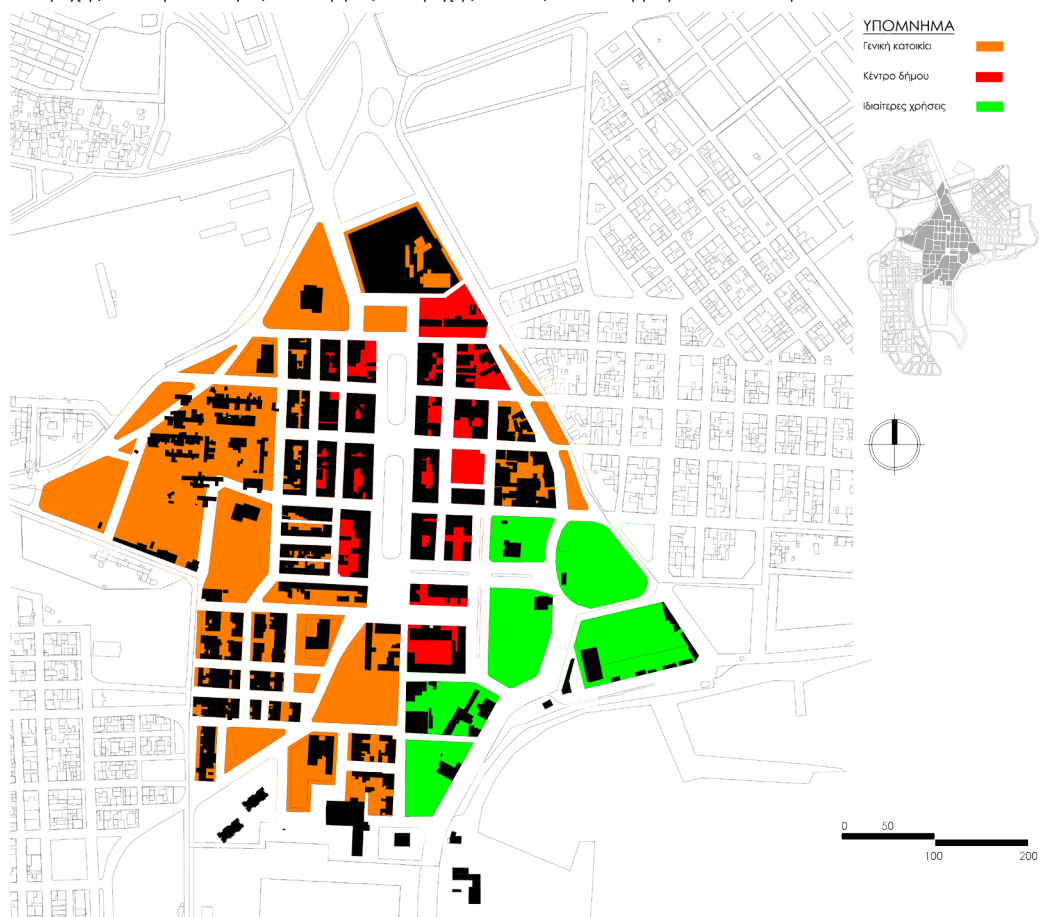 ΥΠΟΜΝΗΜΑ
Γενική κατοικία
Κέντρο δήμου
Ιδιαίτερες χρήσεις
0 50
100 200